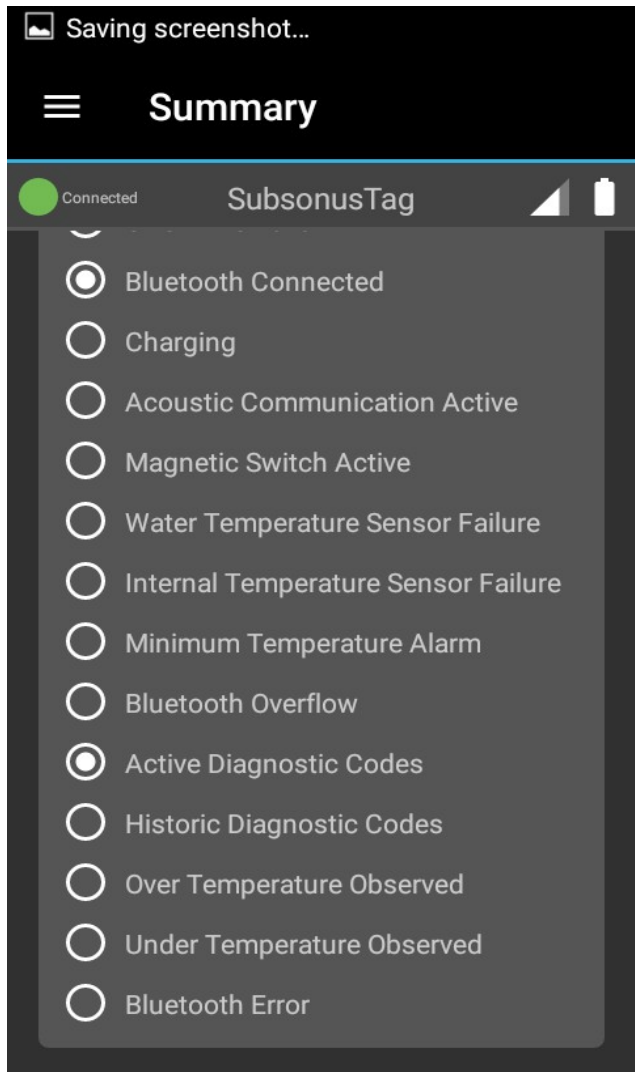 Saving screenshot...
Summary
Connected
SubsonusTag
Bluetooth Connected
Charging
Acoustic Communication Active
Magnetic Switch Active
Water Temperature Sensor Failure
Internal Temperature Sensor Failure
Minimum Temperature Alarm
Bluetooth Overflow
Active Diagnostic Codes
Historic Diagnostic Codes
Over Temperature Observed
Under Temperature Observed
Bluetooth Error